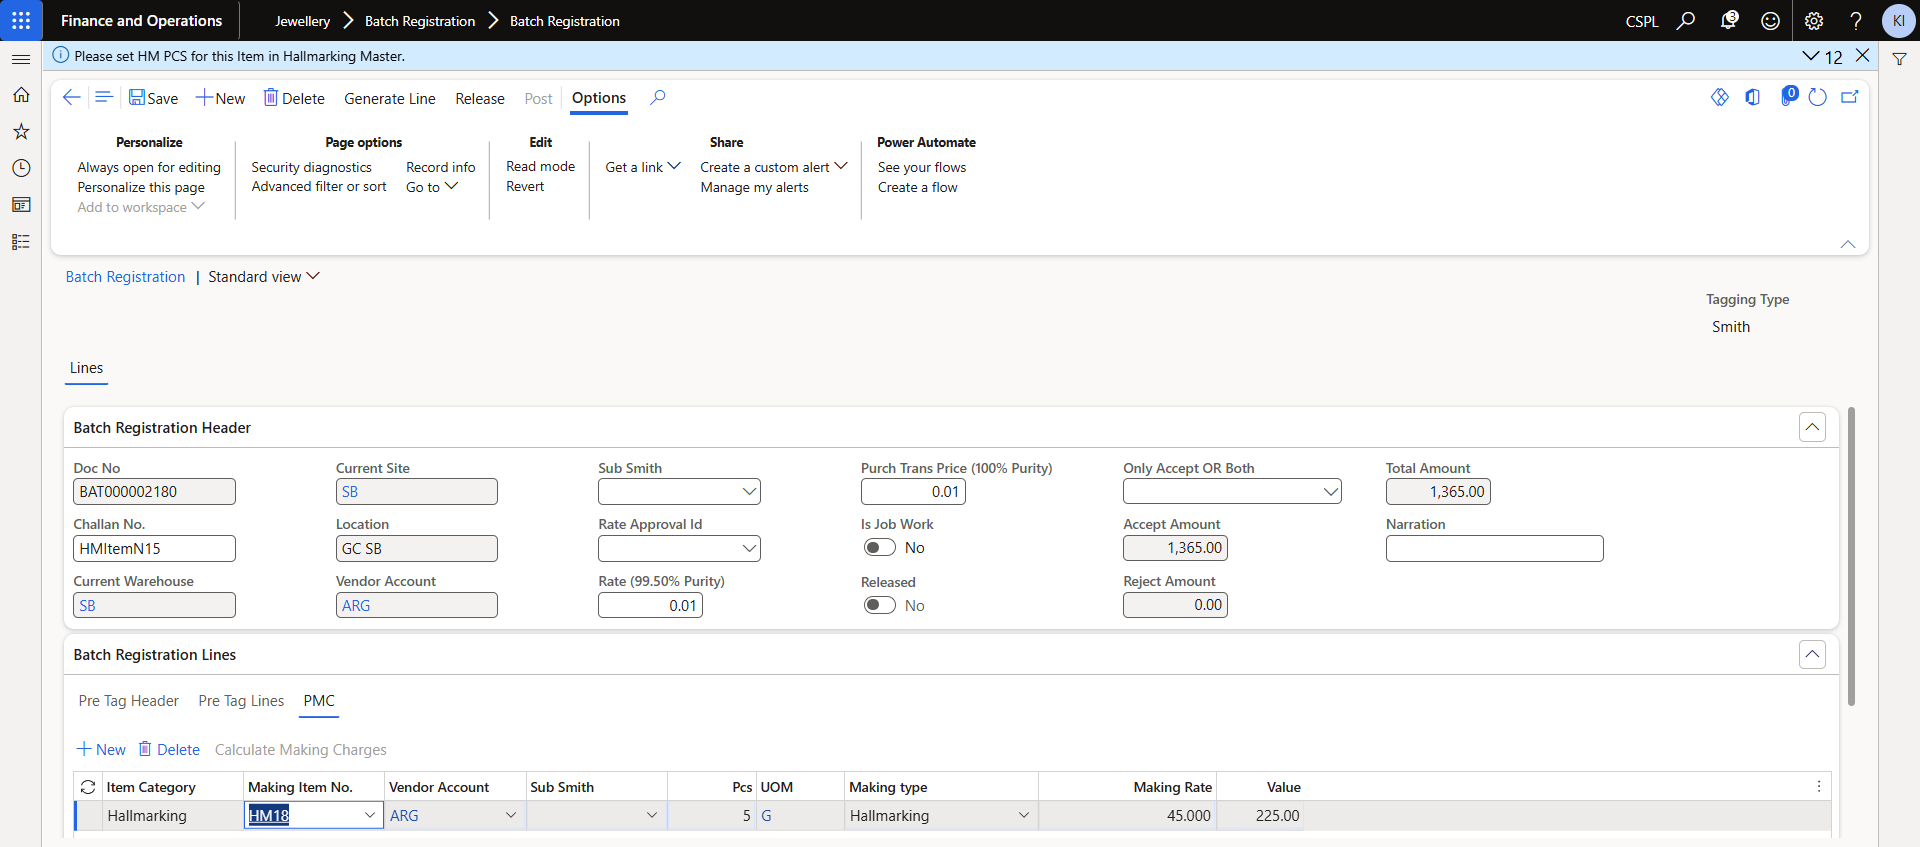 Finance and Operations
Jewellery
Batch Registration
Batch Registration
CSPL
3
KI
Please set HM PCS for this Item in Hallmarking Master.
12
Save
New
Delete
Generate Line
Release
Post
Options
0
Personalize
Always open for editing
Personalize this page
Add to workspace
Page options
Security diagnostics
Advanced filter or sort
Record info
Go to
Edit
Read mode
Revert
Share
Get a link
Create a custom alert
Manage my alerts
Power Automate
See your flows
Create a flow
Batch Registration | Standard view
Tagging Type
Smith
Lines
Batch Registration Header
Doc No
BAT000002180
Challan No.
HMItemN15
Current Warehouse
SB
Current Site
SB
Location
GC SB
Vendor Account
ARG
Sub Smith
Rate Approval Id
Rate (99.50% Purity)
0.01
Purch Trans Price (100% Purity)
0.01
Is Job Work
No
Released
No
Only Accept OR Both
Accept Amount
1,365.00
Reject Amount
0.00
Total Amount
1,365.00
Narration
Batch Registration Lines
Pre Tag Header
Pre Tag Lines
PMC
New
Delete
Calculate Making Charges
Item Category Making Item No. Vendor Account Sub Smith Pcs UOM Making type Making Rate Value
Hallmarking HM18 ARG 5 G Hallmarking 45.000 225.00